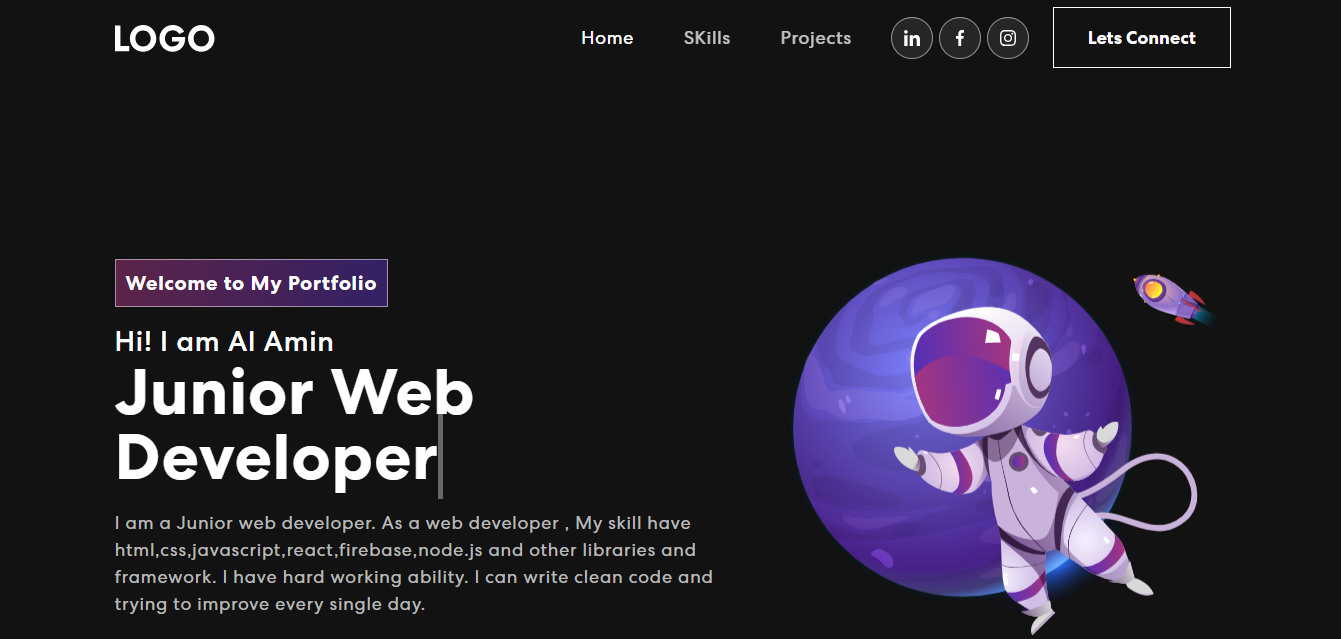 LOGO
Home SKills Projects in f Lets Connect
Welcome to My Portfolio
Hi! I am Al Amin
Junior Web
Developer
I am a Junior web developer. As a web developer , My skill have
html,css,javascript,react,firebase,node.js and other libraries and
framework. I have hard working ability. I can write clean code and
trying to improve every single day.